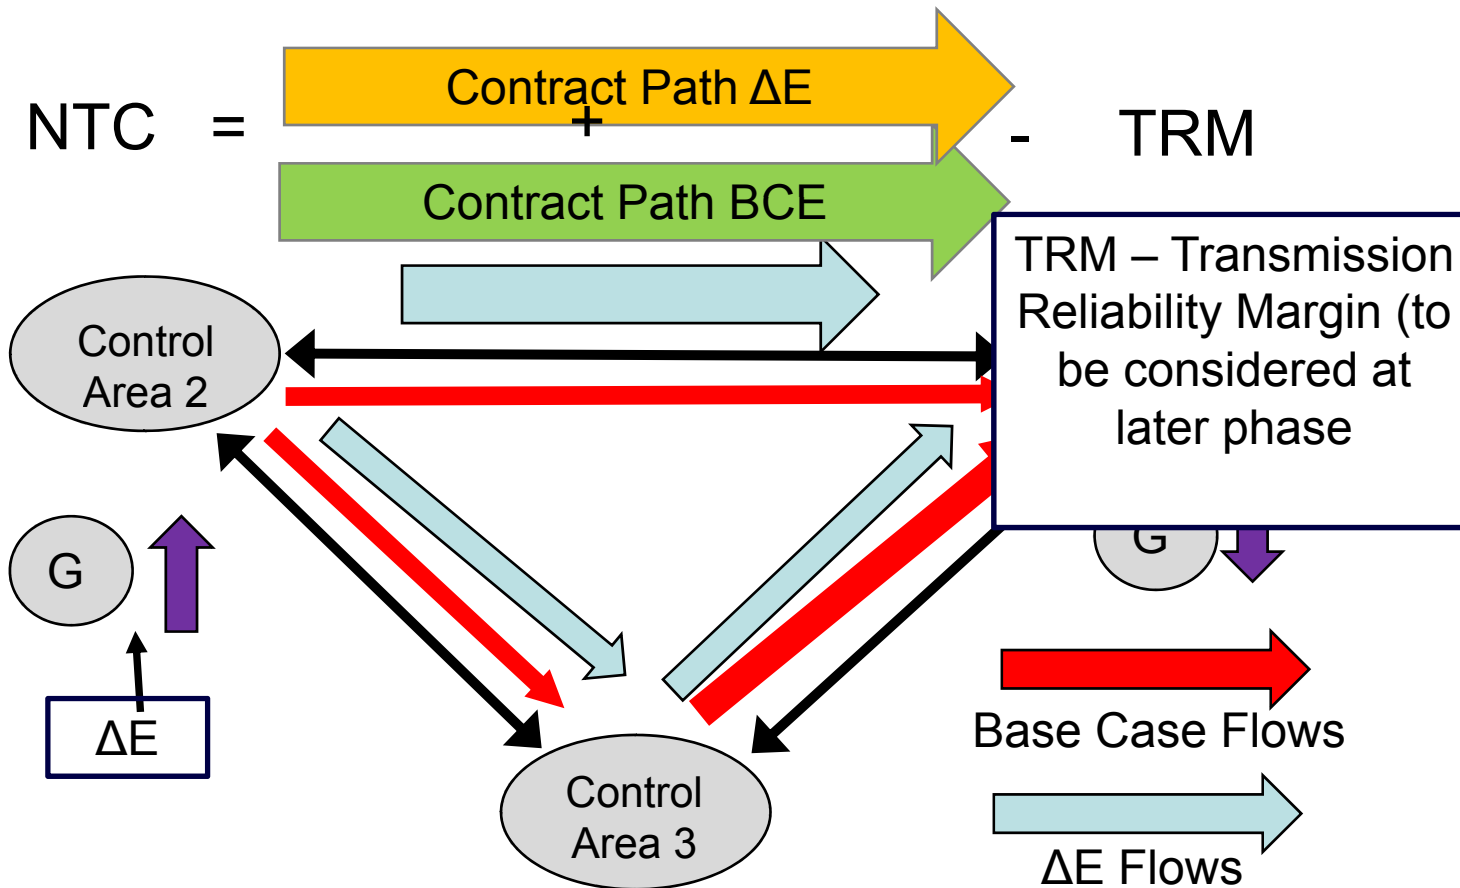 Contract Path ΔE
NTC = + - TRM
Contract Path BCE
TRM – Transmission
Reliability Margin (to
be considered at
later phase
Control
Area 2
G
G
ΔE
Base Case Flows
Control
Area 3
ΔE Flows